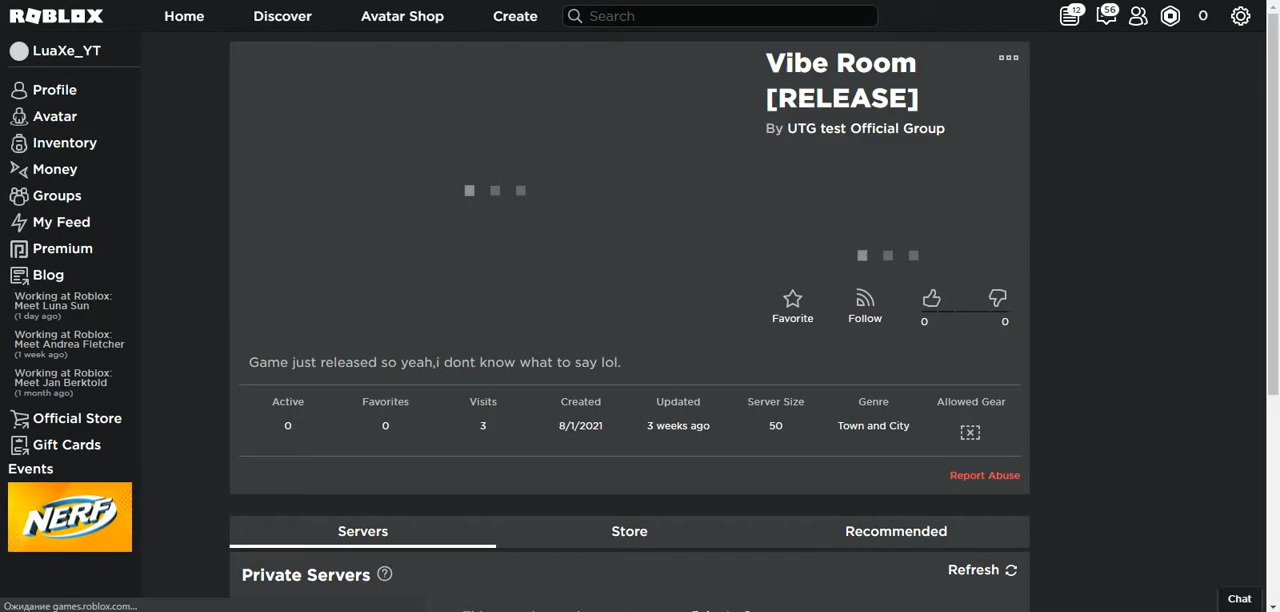 ROBLOX Home Discover Avatar Shop Create Search 12 56 0
LuaXe_YT
Profile
Avatar
Inventory
Money
Groups
My Feed
Premium
Blog
Working at Roblox:
Meet Luna Sun
(1 day ago)
Working at Roblox:
Meet Andrea Fletcher
(1 week ago)
Working at Roblox:
Meet Jan Berktold
(1 month ago)
Official Store
Gift Cards
Events
NERF
Vibe Room
[RELEASE]
By UTG test Official Group
Favorite Follow 0 0
Game just released so yeah,i dont know what to say lol.
Active Favorites Visits Created Updated Server Size Genre Allowed Gear
0 0 3 8/1/2021 3 weeks ago 50 Town and City
Report Abuse
Servers Store Recommended
Private Servers ? Refresh
Chat
Ожидание games.roblox.com...